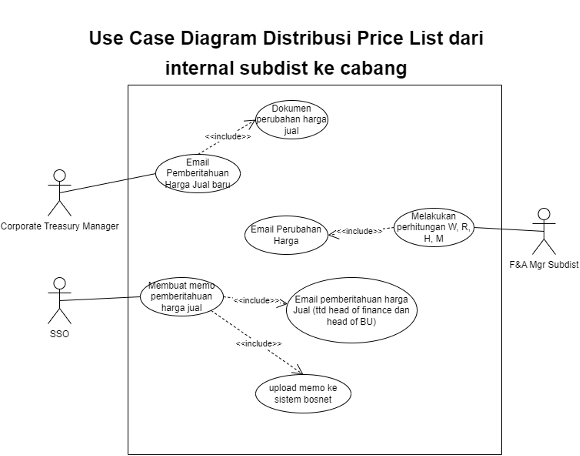 Use Case Diagram Distribusi Price List dari
internal subdist ke cabang
Dokumen
perubahan harga
jual
<<include>>
Email
Pemberitahuan
Harga Jual baru
Corporate Treasury Manager
Email Perubahan
Harga
<<include>>
Melakukan
perhitungan W, R,
H, M
F&A Mgr Subdist
Membuat memo
pemberitahuan
harga jual
<<include>>
Email pemberitahuan harga
Jual (ttd head of finance dan
head of BU)
SSO
<<include>>
upload memo ke
sistem bosnet